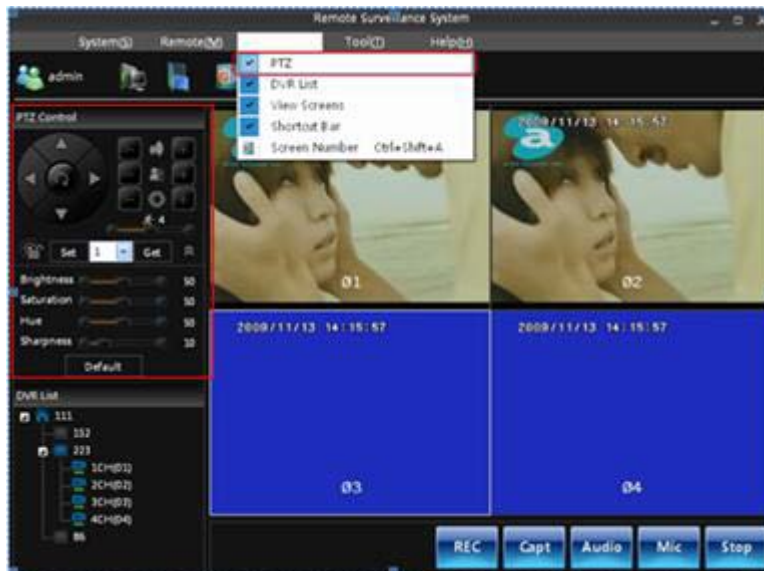 Remote Surveillance System
System(S) Remote(M) Tool(T) Help(H)
admin
PTZ
DVR List
View Screens
Shortcut Bar
Screen Number Ctrl+Shift+A
PTZ Control
4
Set 1 Get
Brightness 50
Saturation 50
Hue 50
Sharpness 10
Default
DVR List
111
152
223
1CH(01)
2CH(02)
3CH(03)
4CH(04)
86
a
01
2009/11/13 14:15:57
02
2009/11/13 14:15:57
03
2009/11/13 14:15:57
04
REC Capt Audio Mic Stop